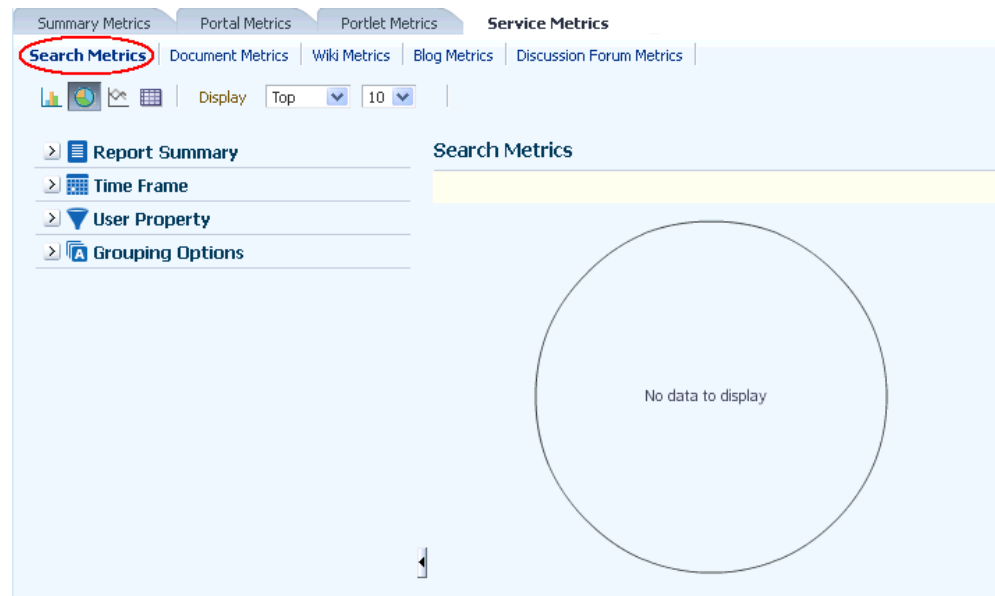 Summary Metrics Portal Metrics Portlet Metrics Service Metrics
Search Metrics Document Metrics Wiki Metrics Blog Metrics Discussion Forum Metrics
Display Top 10
Report Summary
Time Frame
User Property
A Grouping Options
Search Metrics
No data to display